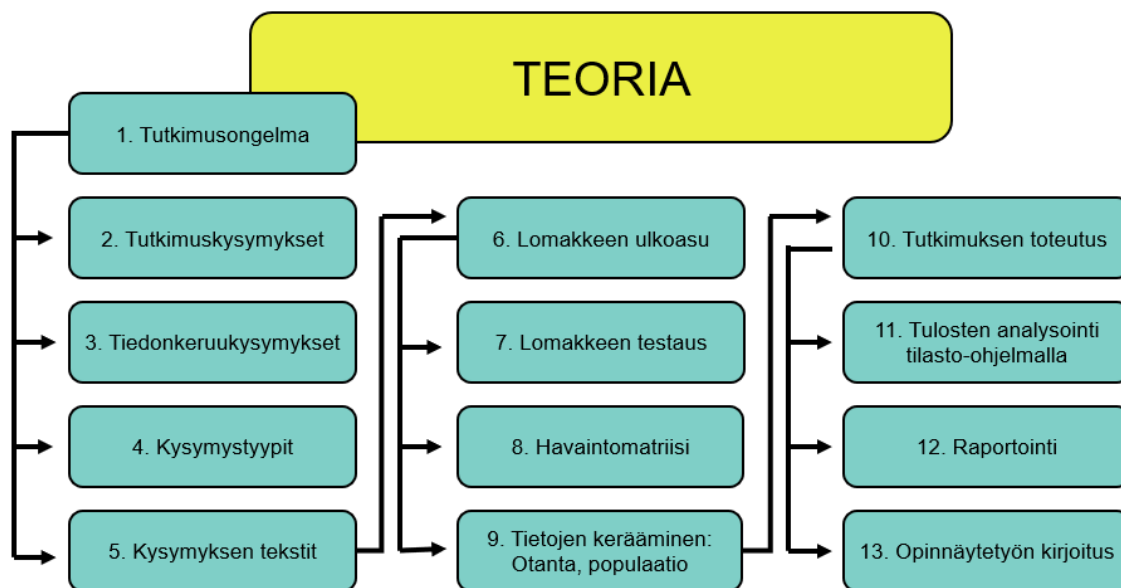 TEORIA
1. Tutkimusongelma
2. Tutkimuskysymykset
3. Tiedonkeruukysymykset
4. Kysymystyypit
5. Kysymyksen tekstit
6. Lomakkeen ulkoasu
7. Lomakkeen testaus
8. Havaintomatriisi
9. Tietojen kerääminen:
Otanta, populaatio
10. Tutkimuksen toteutus
11. Tulosten analysointi
tilasto-ohjelmalla
12. Raportointi
13. Opinnäytetyön kirjoitus